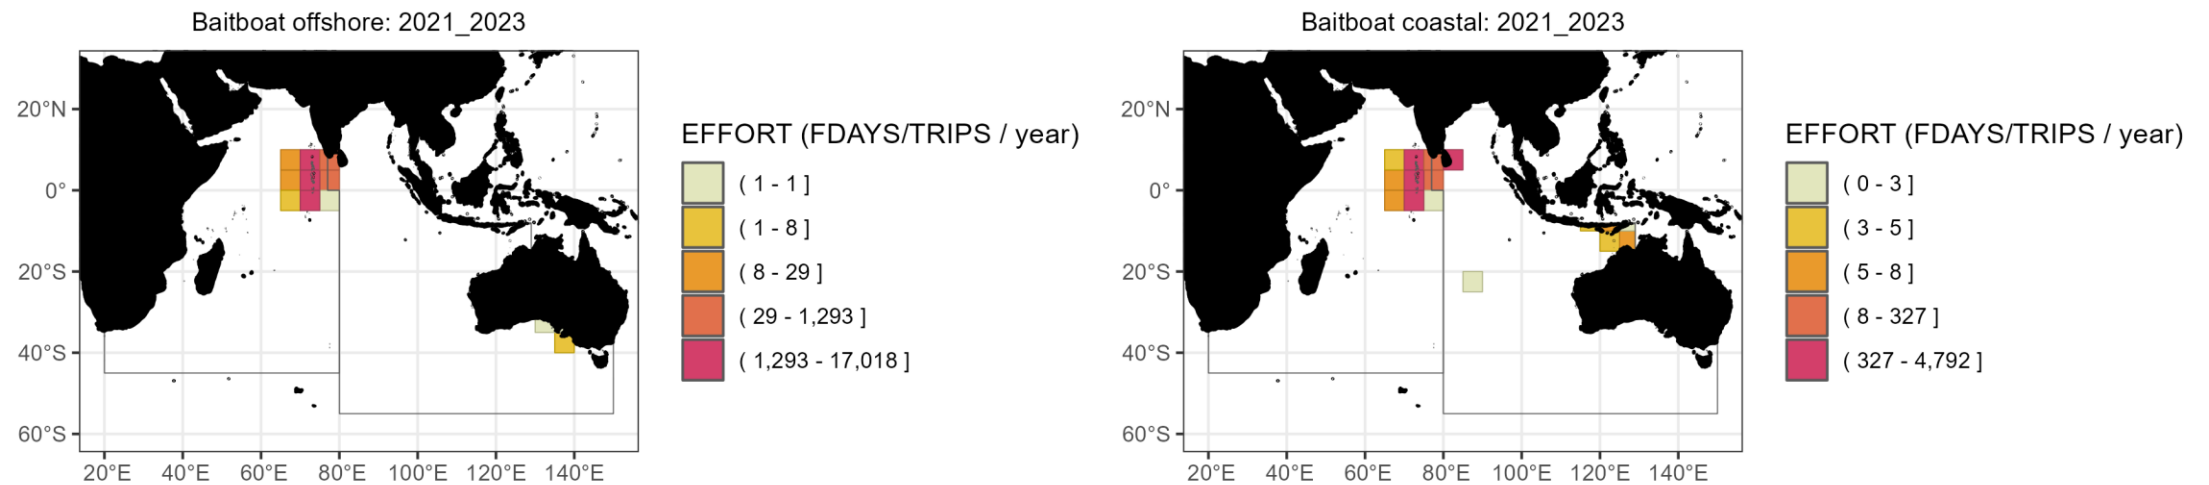 Baitboat offshore: 2021_2023
20°N
0°
20°S
40°S
60°S
20°E 40°E 60°E 80°E 100°E 120°E 140°E
EFFORT (FDAYS/TRIPS / year)
( 1 - 1 ]
( 1 - 8 ]
( 8 - 29 ]
( 29 - 1,293 ]
( 1,293 - 17,018 ]
Baitboat coastal: 2021_2023
20°N
0°
20°S
40°S
60°S
20°E 40°E 60°E 80°E 100°E 120°E 140°E
EFFORT (FDAYS/TRIPS / year)
( 0 - 3 ]
( 3 - 5 ]
( 5 - 8 ]
( 8 - 327 ]
( 327 - 4,792 ]